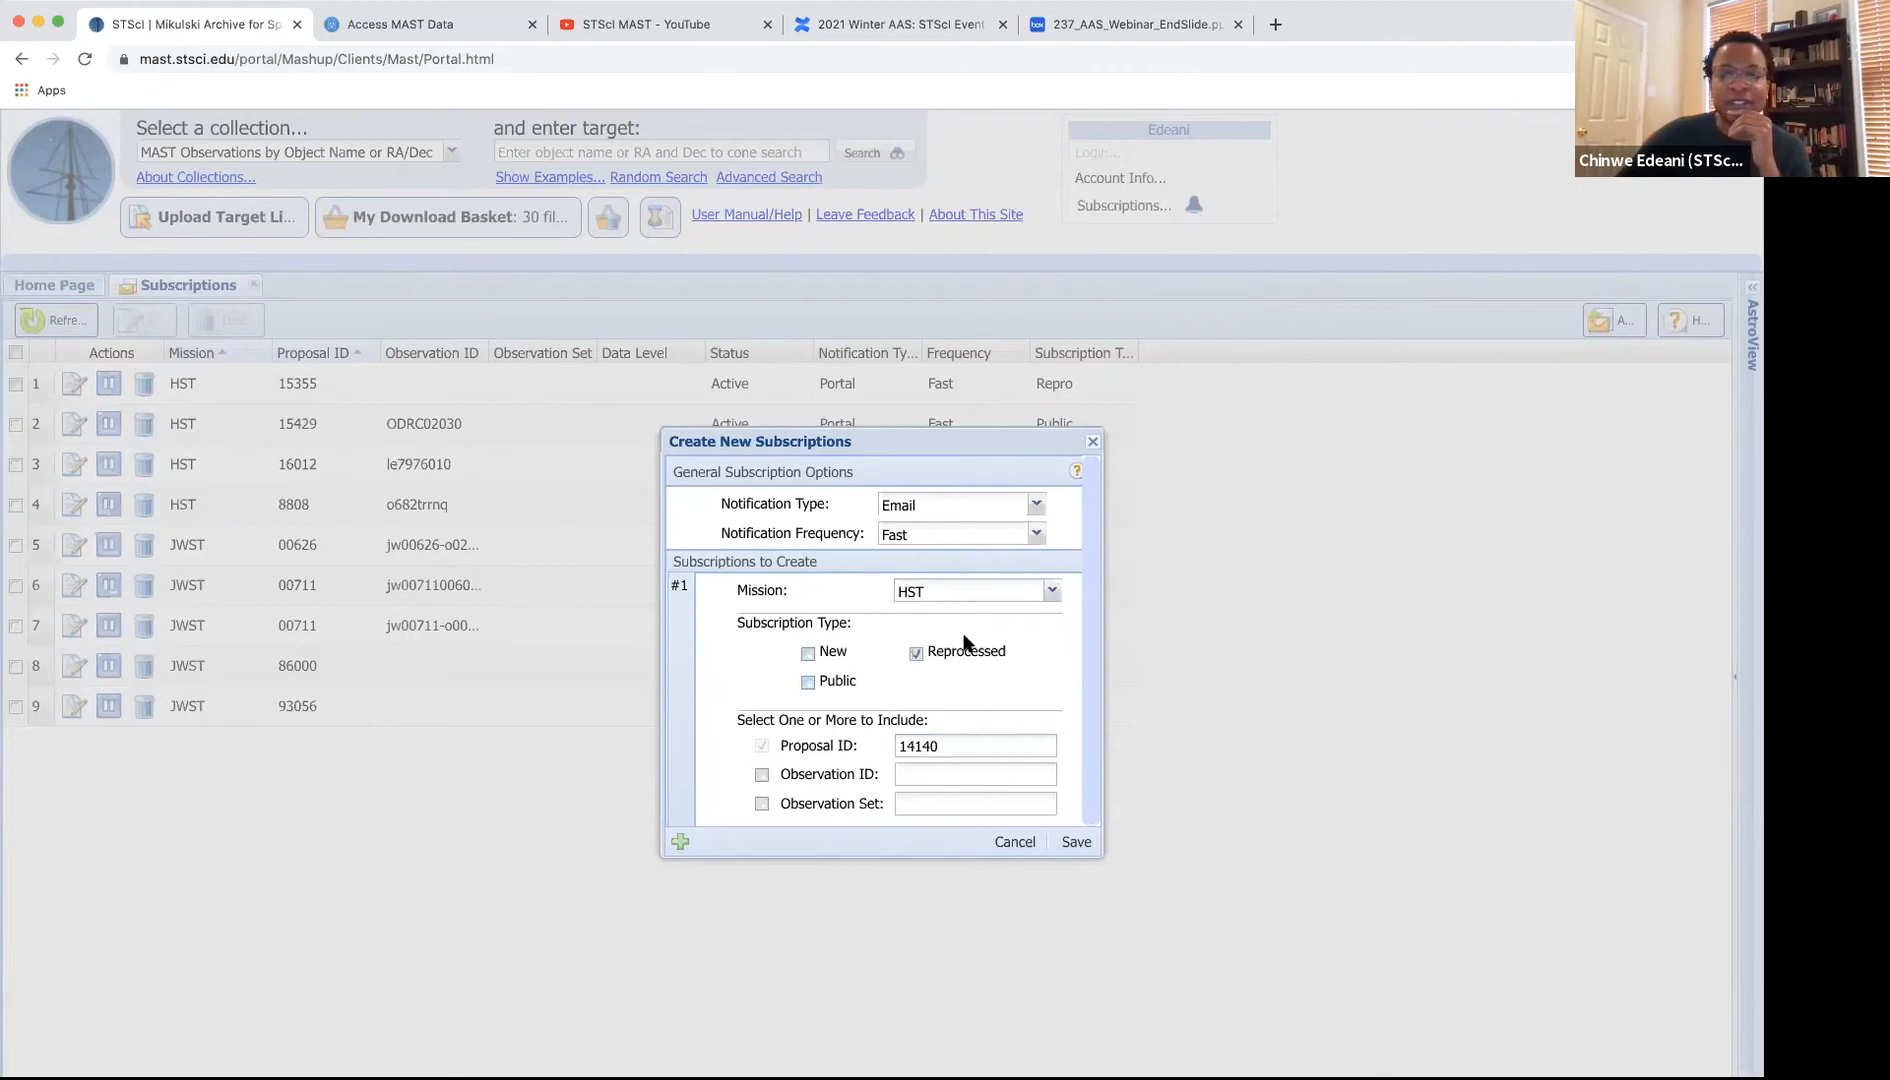 STScI | Mikulski Archive for Sp
Access MAST Data
STScI MAST - YouTube
2021 Winter AAS: STScI Event
237_AAS_Webinar_EndSlide.pp
mast.stsci.edu/portal/Mashup/Clients/Mast/Portal.html
Apps
Chinwe Edeani (STSc...
Select a collection...
and enter target:
Edeani
MAST Observations by Object Name or RA/Dec
Enter object name or RA and Dec to cone search
Search
Login...
About Collections...
Show Examples... Random Search Advanced Search
Account Info...
Subscriptions...
Upload Target Li...
My Download Basket: 30 fil...
User Manual/Help | Leave Feedback | About This Site
Home Page
Subscriptions
Refre...
A...
H...
AstroView
Actions Mission Proposal ID Observation ID Observation Set Data Level Status Notification Ty... Frequency Subscription T...
1 HST 15355 Active Portal Fast Repro
2 HST 15429 ODRC02030 Active Portal Fast Public
3 HST 16012 le7976010
4 HST 8808 o682trrnq
5 JWST 00626 jw00626-o02...
6 JWST 00711 jw007110060...
7 JWST 00711 jw00711-o00...
8 JWST 86000
9 JWST 93056
Create New Subscriptions
General Subscription Options
Notification Type: Email
Notification Frequency: Fast
Subscriptions to Create
#1
Mission: HST
Subscription Type:
New
Reprocessed
Public
Select One or More to Include:
Proposal ID: 14140
Observation ID:
Observation Set:
Cancel
Save